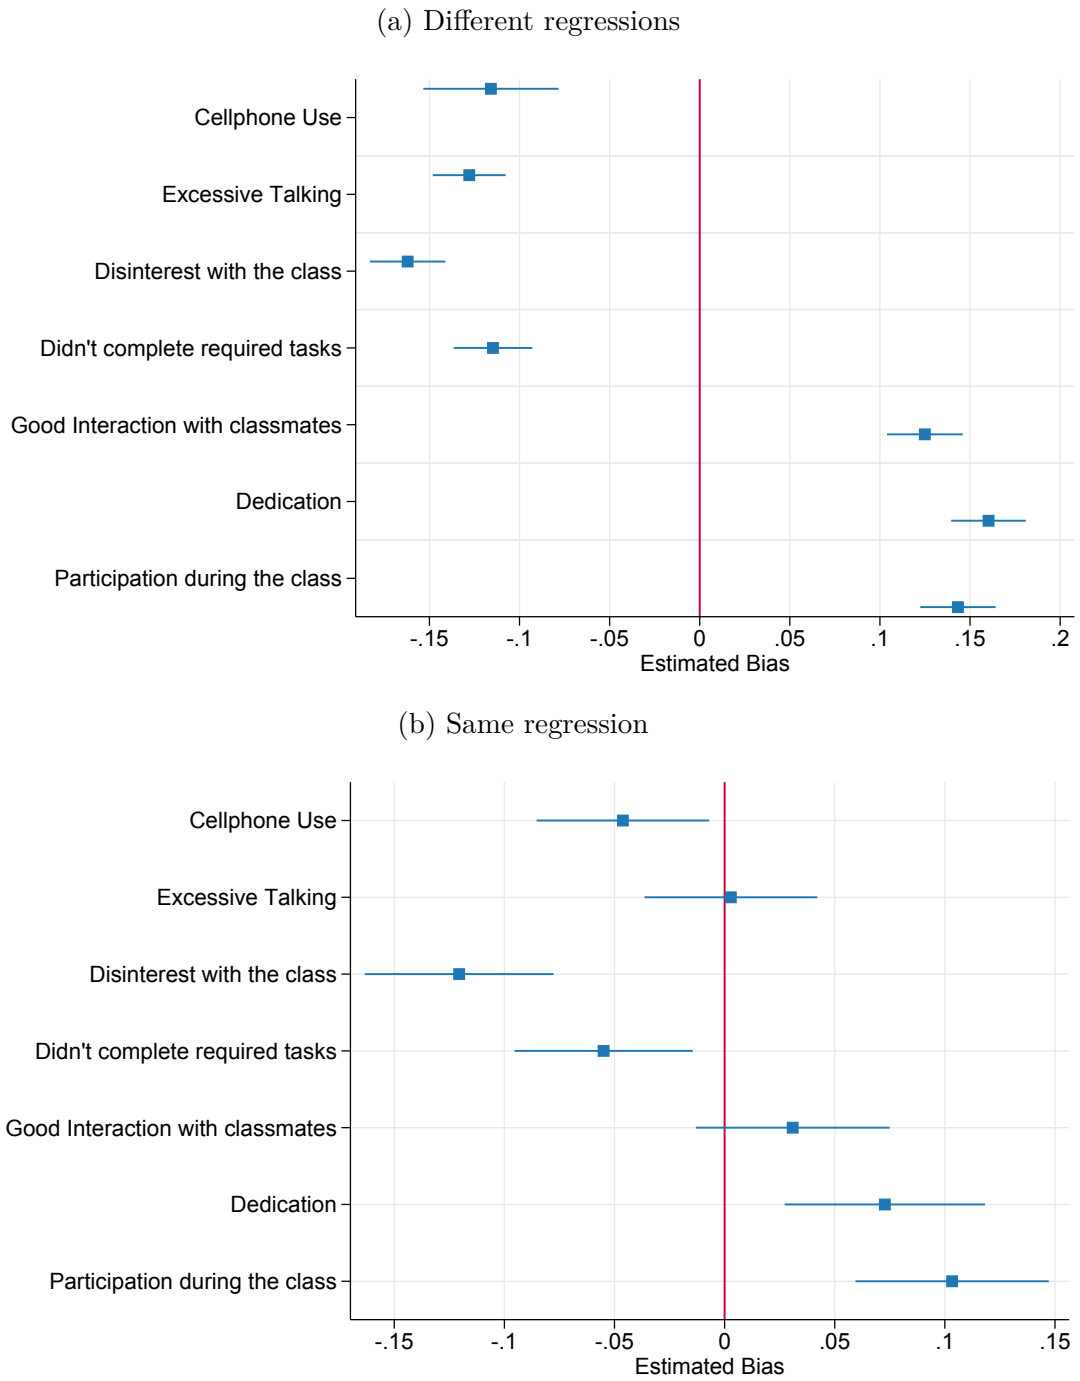 (a) Different regressions
Cellphone Use
Excessive Talking
Disinterest with the class
Didn't complete required tasks
Good Interaction with classmates
Dedication
Participation during the class
-.15 -.1 -.05 0 .05 .1 .15 .2
Estimated Bias
(b) Same regression
Cellphone Use
Excessive Talking
Disinterest with the class
Didn't complete required tasks
Good Interaction with classmates
Dedication
Participation during the class
-.15 -.1 -.05 0 .05 .1 .15
Estimated Bias